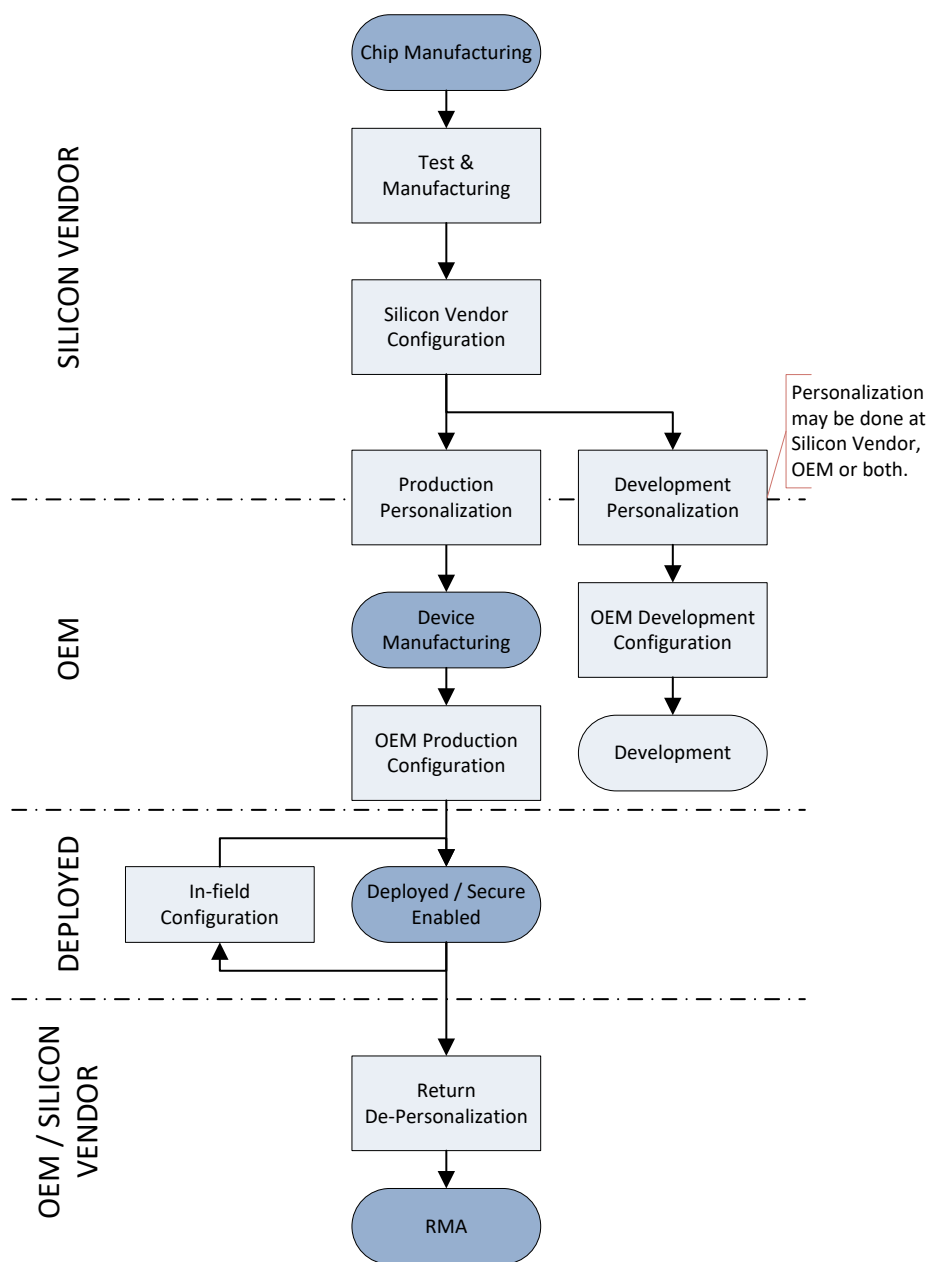 Chip Manufacturing
SILICON VENDOR
Test &
Manufacturing
Silicon Vendor
Configuration
Personalization
may be done at
Silicon Vendor,
OEM or both.
Production
Personalization
Development
Personalization
OEM
Device
Manufacturing
OEM Development
Configuration
OEM Production
Configuration
Development
DEPLOYED
In-field
Configuration
Deployed / Secure
Enabled
OEM / SILICON
VENDOR
Return
De-Personalization
RMA